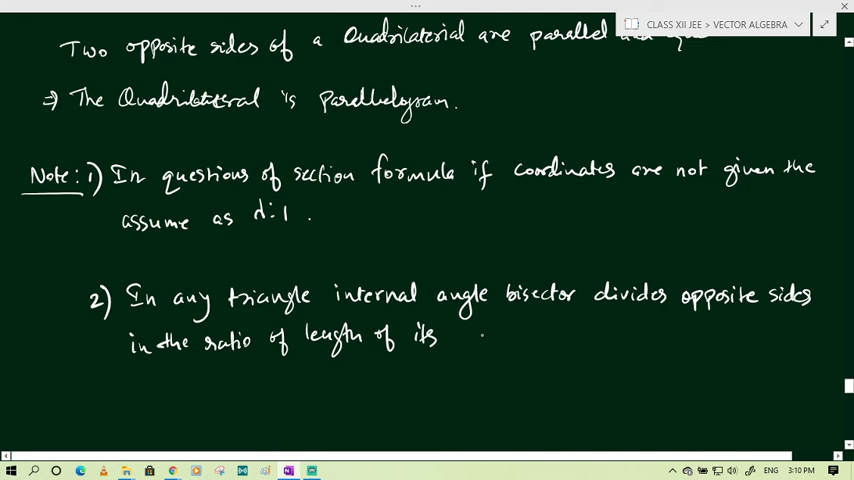 CLASS XII JEE > VECTOR ALGEBRA
Two opposite sides of a Quadrilaterial are parallel and
⇒ The Quadrilateral is Parallelogram.
Note: 1) In questions of section formula if coordinates are not given the
assume as λ:1 .
2) In any triangle internal angle bisector divides opposite sides
in the ratio of length of its
ENG 3:10 PM